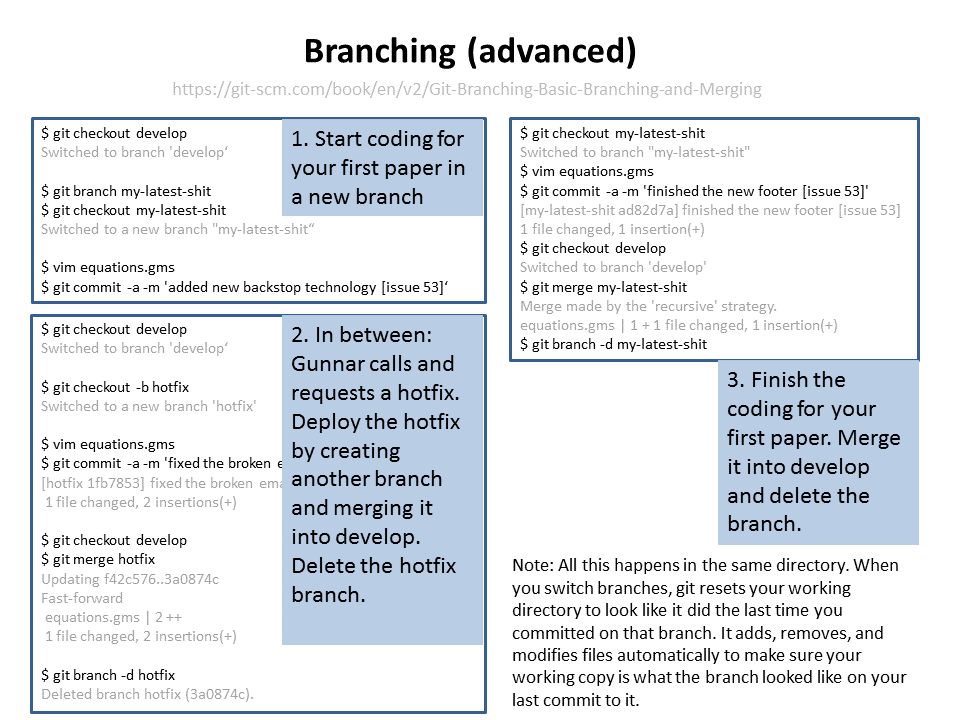 Branching (advanced)
https://git-scm.com/book/en/v2/Git-Branching-Basic-Branching-and-Merging
$ git checkout develop
Switched to branch 'develop‘
$ git branch my-latest-shit
$ git checkout my-latest-shit
Switched to a new branch "my-latest-shit“
$ vim equations.gms
$ git commit -a -m 'added new backstop technology [issue 53]‘
1. Start coding for
your first paper in
a new branch
$ git checkout develop
Switched to branch 'develop‘
$ git checkout -b hotfix
Switched to a new branch 'hotfix'
$ vim equations.gms
$ git commit -a -m 'fixed the broken
[hotfix 1fb7853] fixed the broken
1 file changed, 2 insertions(+)
$ git checkout develop
$ git merge hotfix
Updating f42c576..3a0874c
Fast-forward
equations.gms | 2 ++
1 file changed, 2 insertions(+)
$ git branch -d hotfix
Deleted branch hotfix (3a0874c).
2. In between:
Gunnar calls and
requests a hotfix.
Deploy the hotfix
by creating
another branch
and merging it
into develop.
Delete the hotfix
branch.
$ git checkout my-latest-shit
Switched to branch "my-latest-shit"
$ vim equations.gms
$ git commit -a -m 'finished the new footer [issue 53]'
[my-latest-shit ad82d7a] finished the new footer [issue 53]
1 file changed, 1 insertion(+)
$ git checkout develop
Switched to branch 'develop'
$ git merge my-latest-shit
Merge made by the 'recursive' strategy.
equations.gms | 1 + 1 file changed, 1 insertion(+)
$ git branch -d my-latest-shit
3. Finish the
coding for your
first paper. Merge
it into develop
and delete the
branch.
Note: All this happens in the same directory. When
you switch branches, git resets your working
directory to look like it did the last time you
committed on that branch. It adds, removes, and
modifies files automatically to make sure your
working copy is what the branch looked like on your
last commit to it.